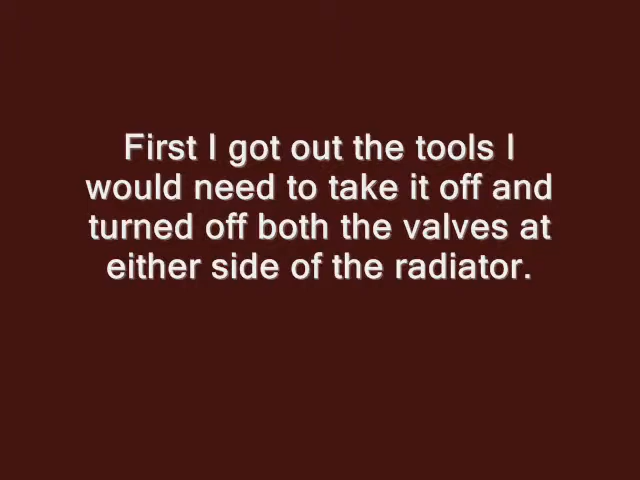 First I got out the tools I
would need to take it off and
turned off both the valves at
either side of the radiator.